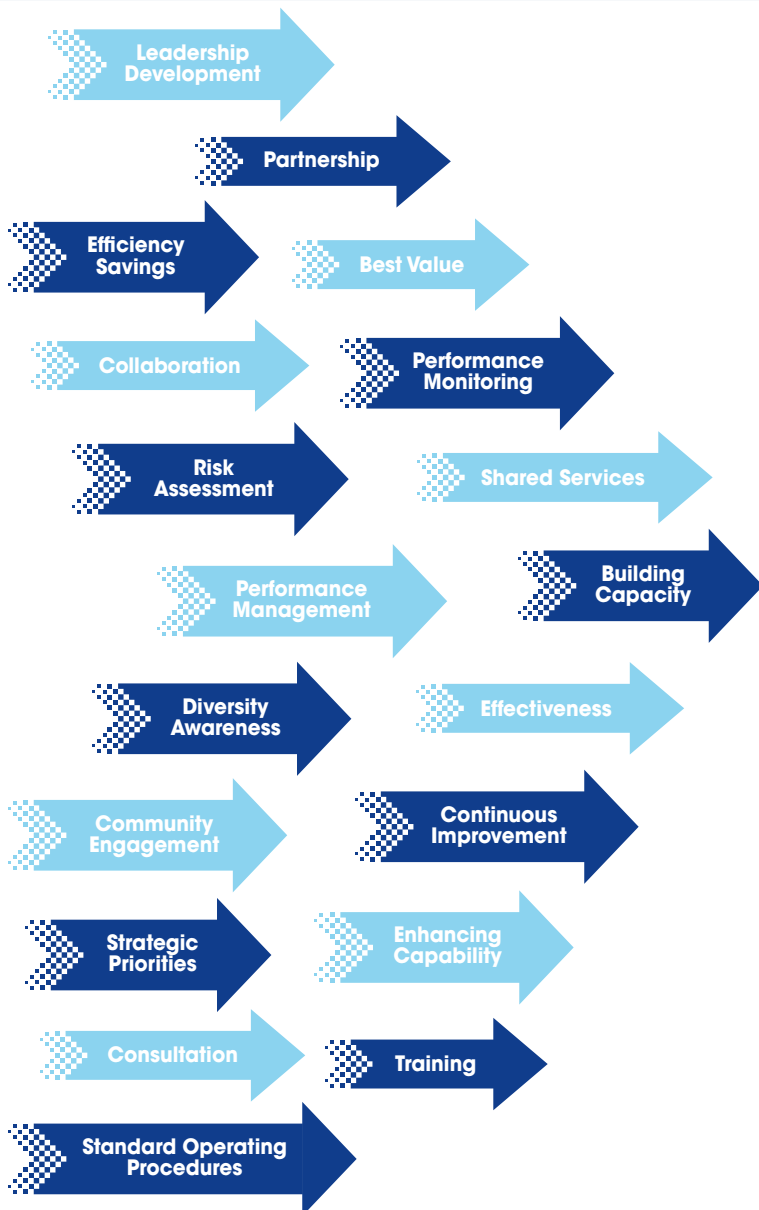 Leadership
Development
Partnership
Efficiency
Savings
Best Value
Collaboration
Performance
Monitoring
Risk
Assessment
Shared Services
Performance
Management
Building
Capacity
Diversity
Awareness
Effectiveness
Community
Engagement
Continuous
Improvement
Strategic
Priorities
Enhancing
Capability
Consultation
Training
Standard Operating
Procedures